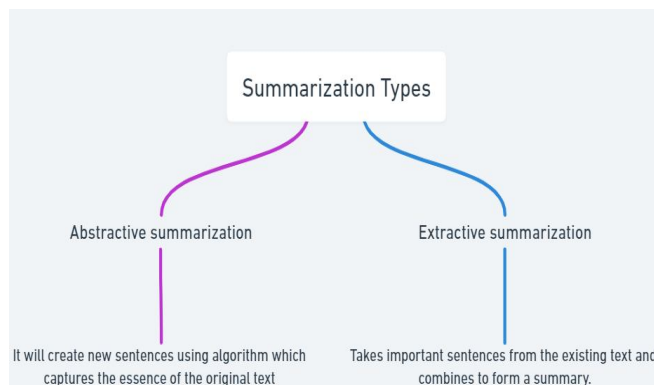 Summarization Types
Abstractive summarization
Extractive summarization
It will create new sentences using algorithm which
captures the essence of the original text
Takes important sentences from the existing text and
combines to form a summary.